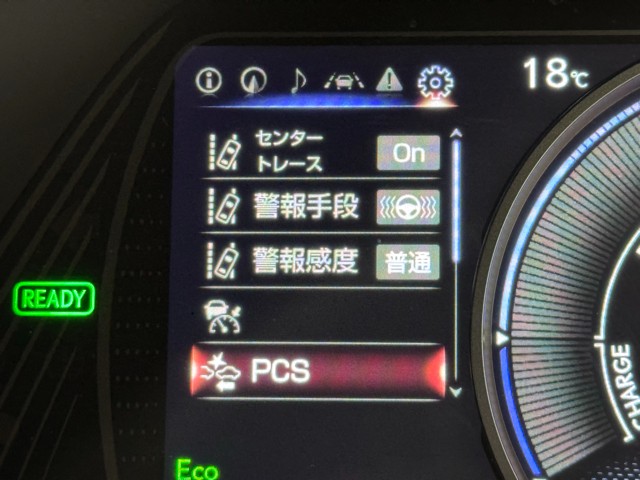 18℃
センター
トレース
On
警報手段
警報感度
普通
READY
PCS
CHARGE
Eco